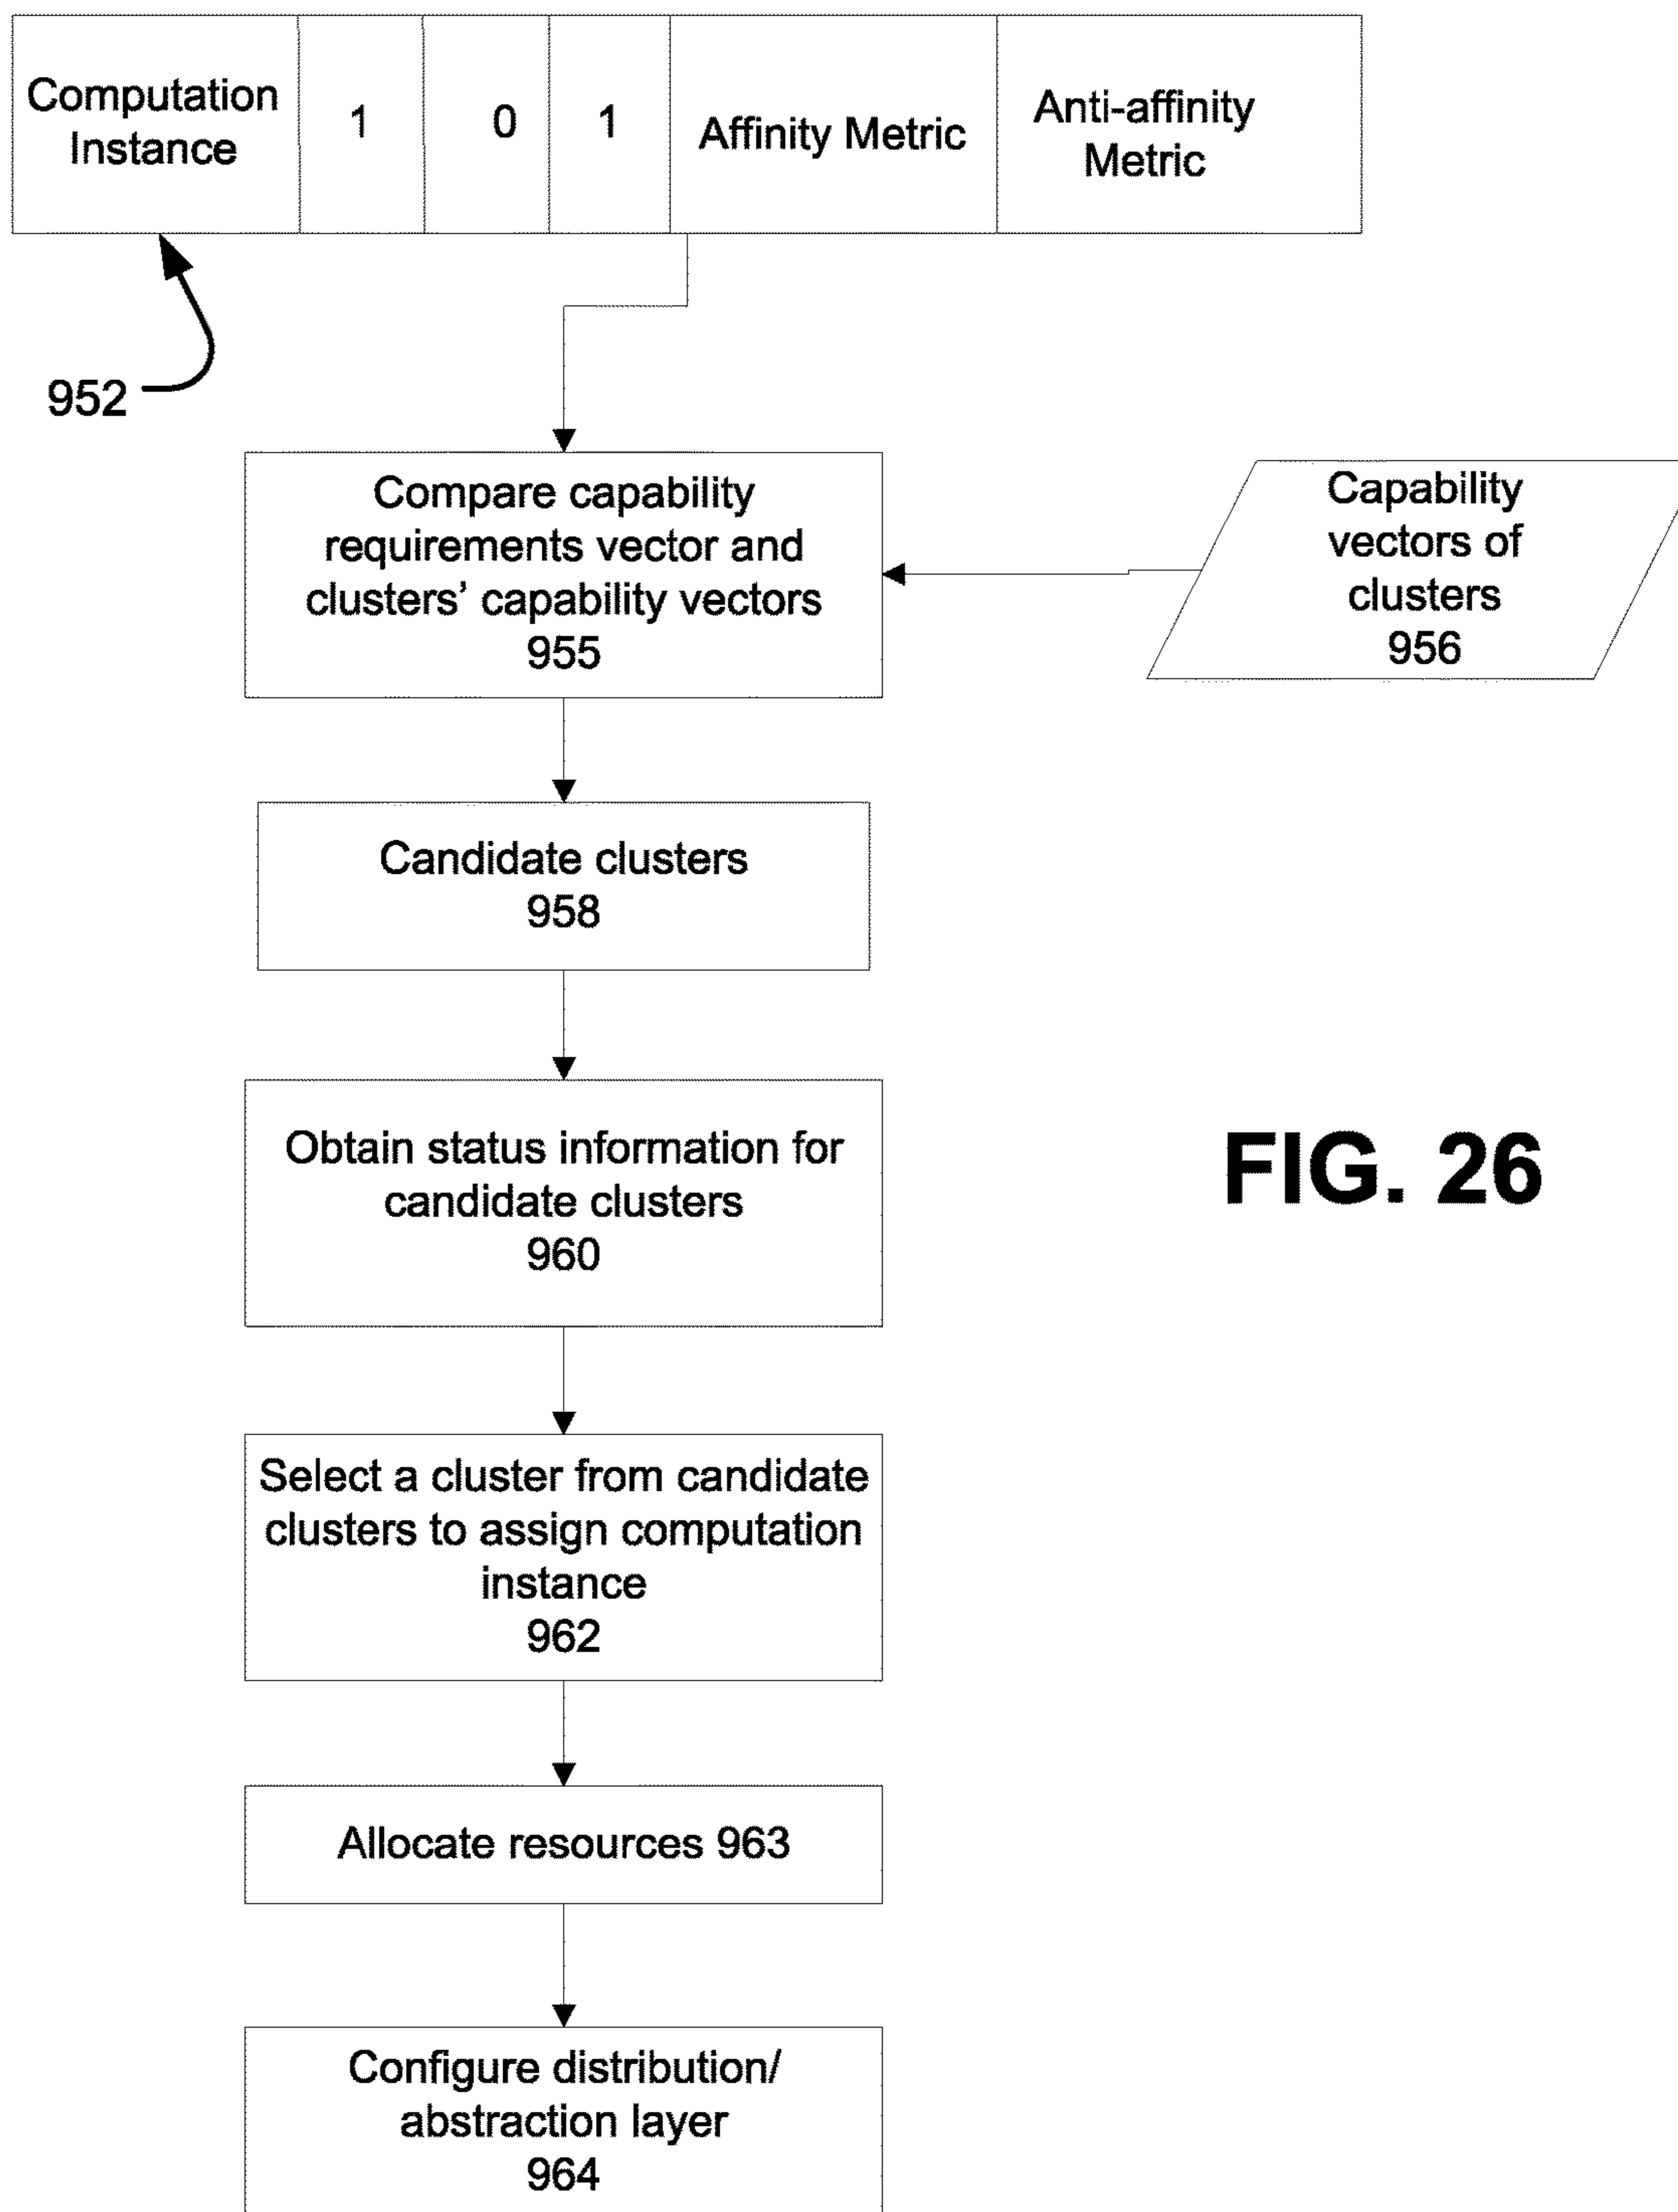 Computation
Instance
1
0
1
Affinity Metric
Anti-affinity
Metric
952
Compare capability
requirements vector and
clusters’ capability vectors
955
Capability
vectors of
clusters
956
Candidate clusters
958
Obtain status information for
candidate clusters
960
FIG. 26
Select a cluster from candidate
clusters to assign computation
instance
962
Allocate resources 963
Configure distribution/
abstraction layer
964